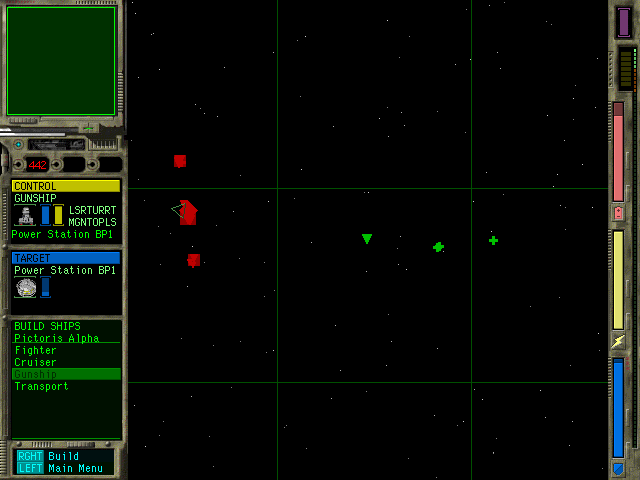 442
CONTROL
GUNSHIP
LSRTURRT
MGNTOPLS
Power Station BP1
TARGET
Power Station BP1
BUILD SHIPS
Pictoris Alpha
Fighter
Cruiser
Gunship
Transport
RGHT Build
LEFT Main Menu